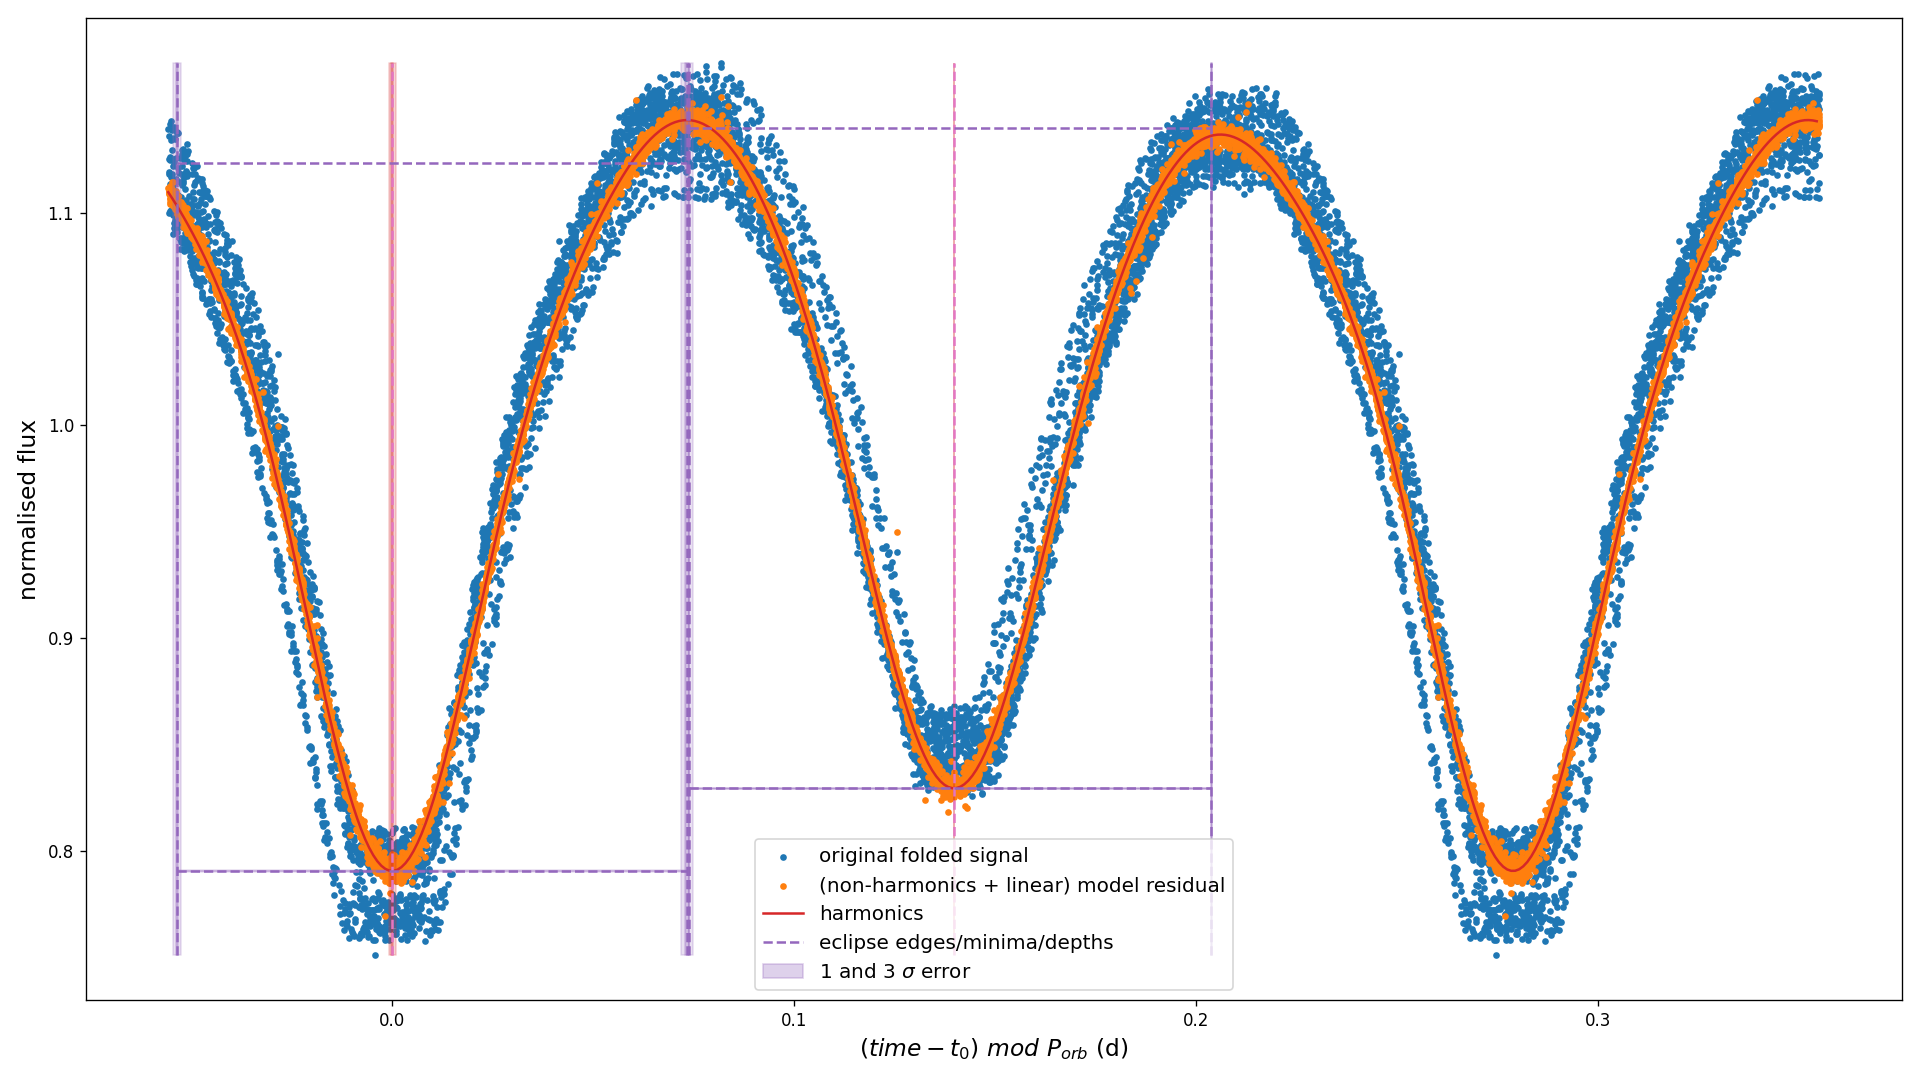 normalised flux
1.1
1.0
0.9
0.8
original folded signal
(non-harmonics + linear) model residual
harmonics
eclipse edges/minima/depths
1 and 3 σ error
0.0 0.1 0.2 0.3
(time − t₀) mod Pₒᵣb (d)